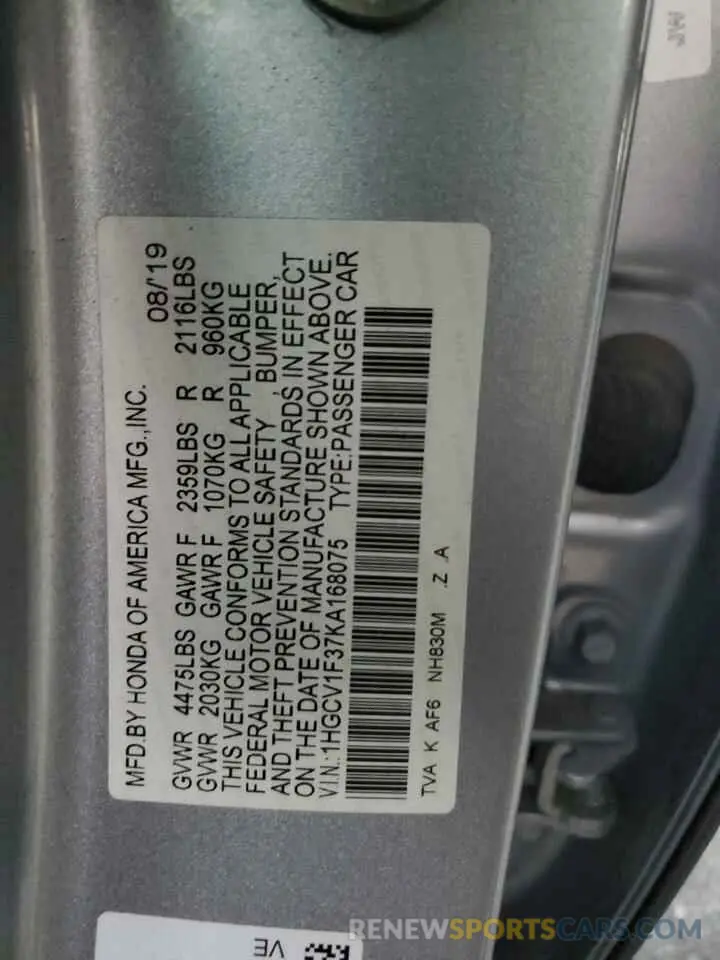 MFD.BY HONDA OF AMERICA MFG.,INC. 08/'19
GVWR 4475LBS GAWR F 2359LBS R 2116LBS
GVWR 2030KG GAWR F 1070KG R 960KG
THIS VEHICLE CONFORMS TO ALL APPLICABLE
FEDERAL MOTOR VEHICLE SAFETY , BUMPER,
AND THEFT PREVENTION STANDARDS IN EFFECT
ON THE DATE OF MANUFACTURE SHOWN ABOVE.
V.I.N.:1HGCV1F37KA168075 TYPE:PASSENGER CAR
TVA K AF6 NH830M .Z .A
VE
RENEWSPORTSCARS.COM